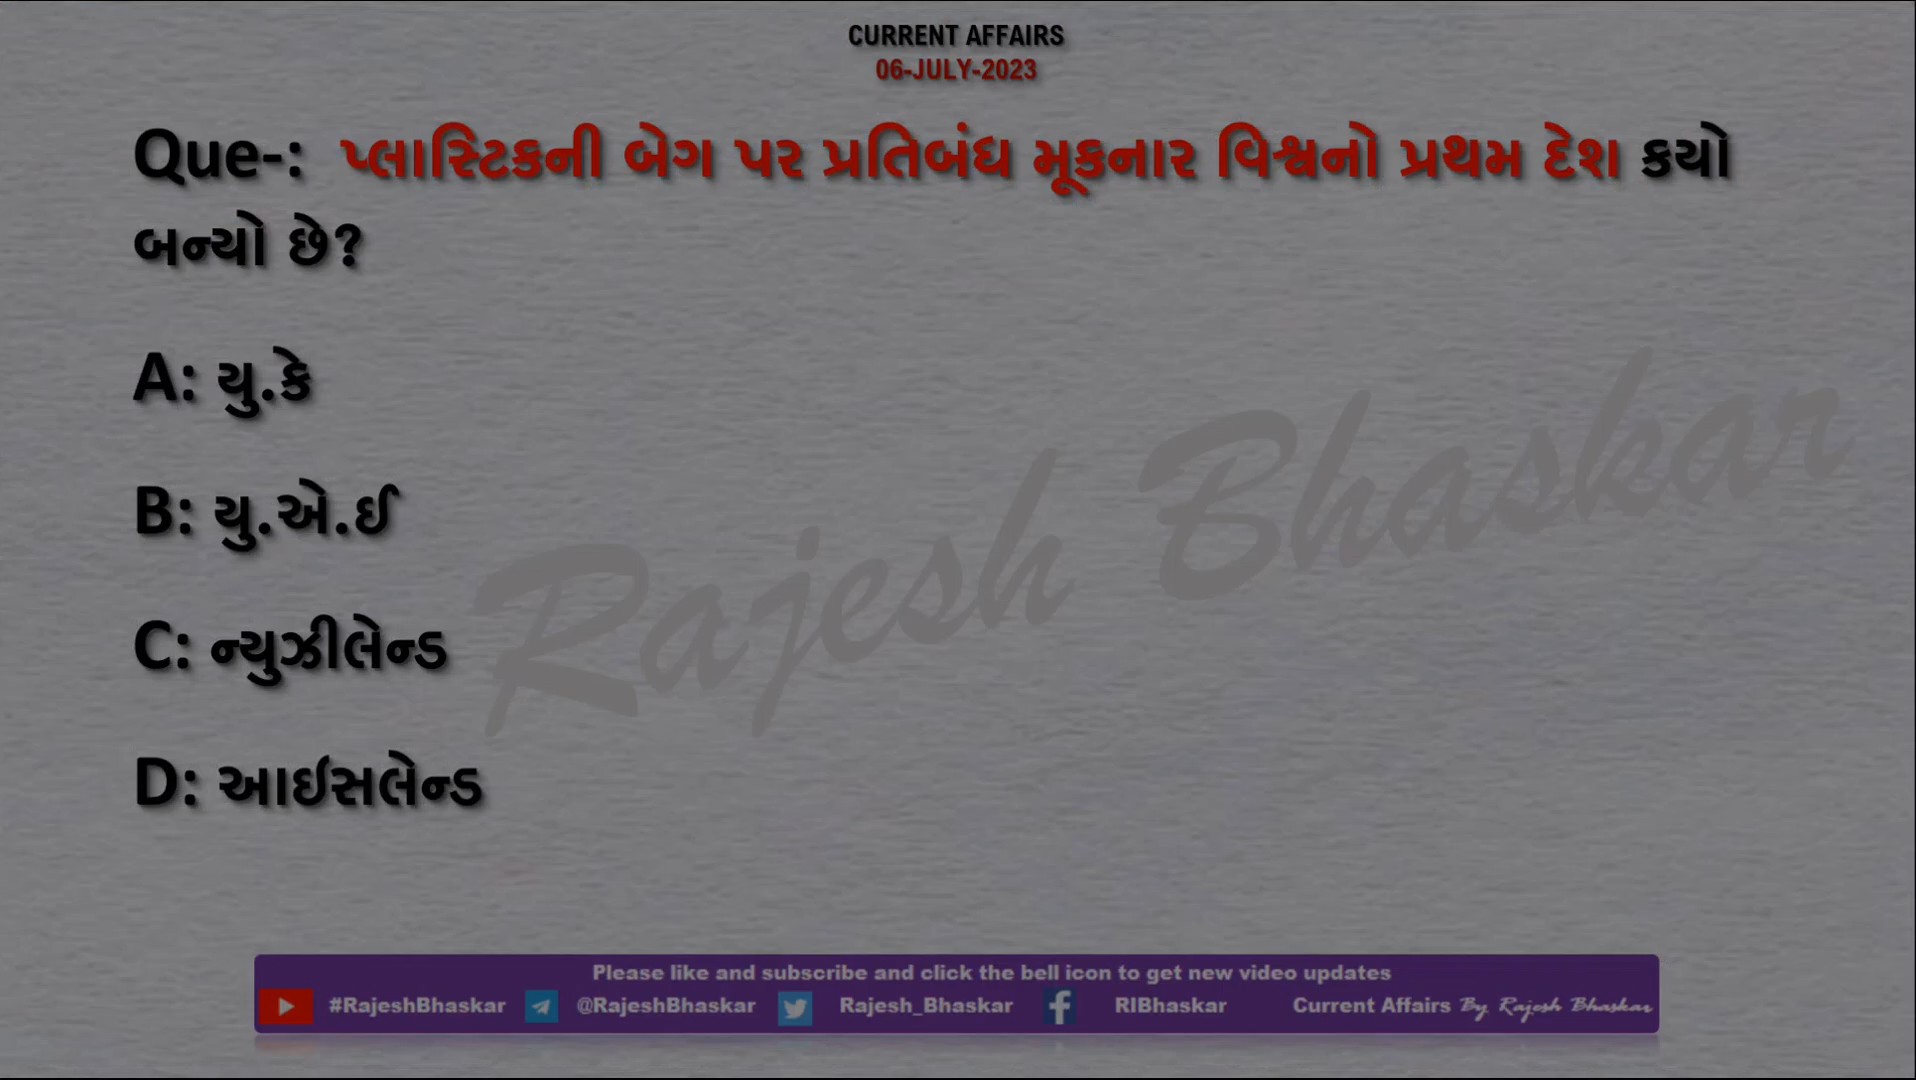 CURRENT AFFAIRS
06-JULY-2023
Que-: પ્લાસ્ટિકની બેગ પર પ્રતિબંધ મૂકનાર વિશ્વનો પ્રથમ દેશ કયો
બન્યો છે?
A: યુ.કે
B: યુ.એ.ઈ
C: ન્યુઝીલેન્ડ
D: આઈસલેન્ડ
Rajesh Bhaskar
Please like and subscribe and click the bell icon to get new video updates
#RajeshBhaskar @RajeshBhaskar Rajesh_Bhaskar RIBhaskar Current Affairs By Rajesh Bhaskar